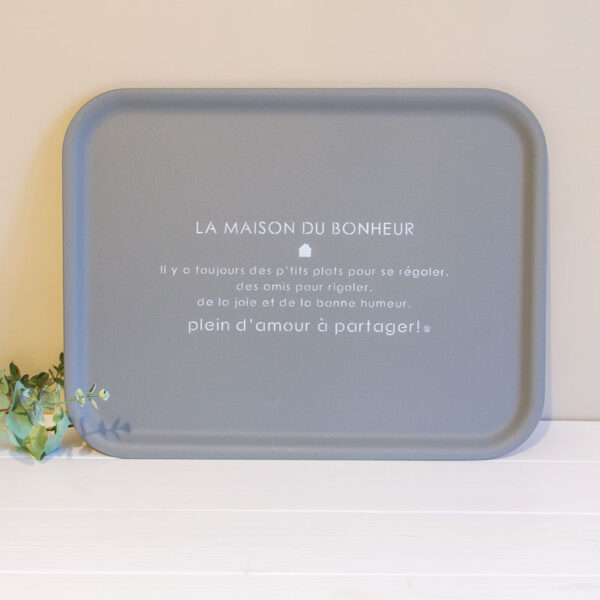 LA MAISON DU BONHEUR
Il y a toujours des p'tits plats pour se régaler,
des amis pour rigoler,
de la joie et de la bonne humeur,
plein d'amour à partager!